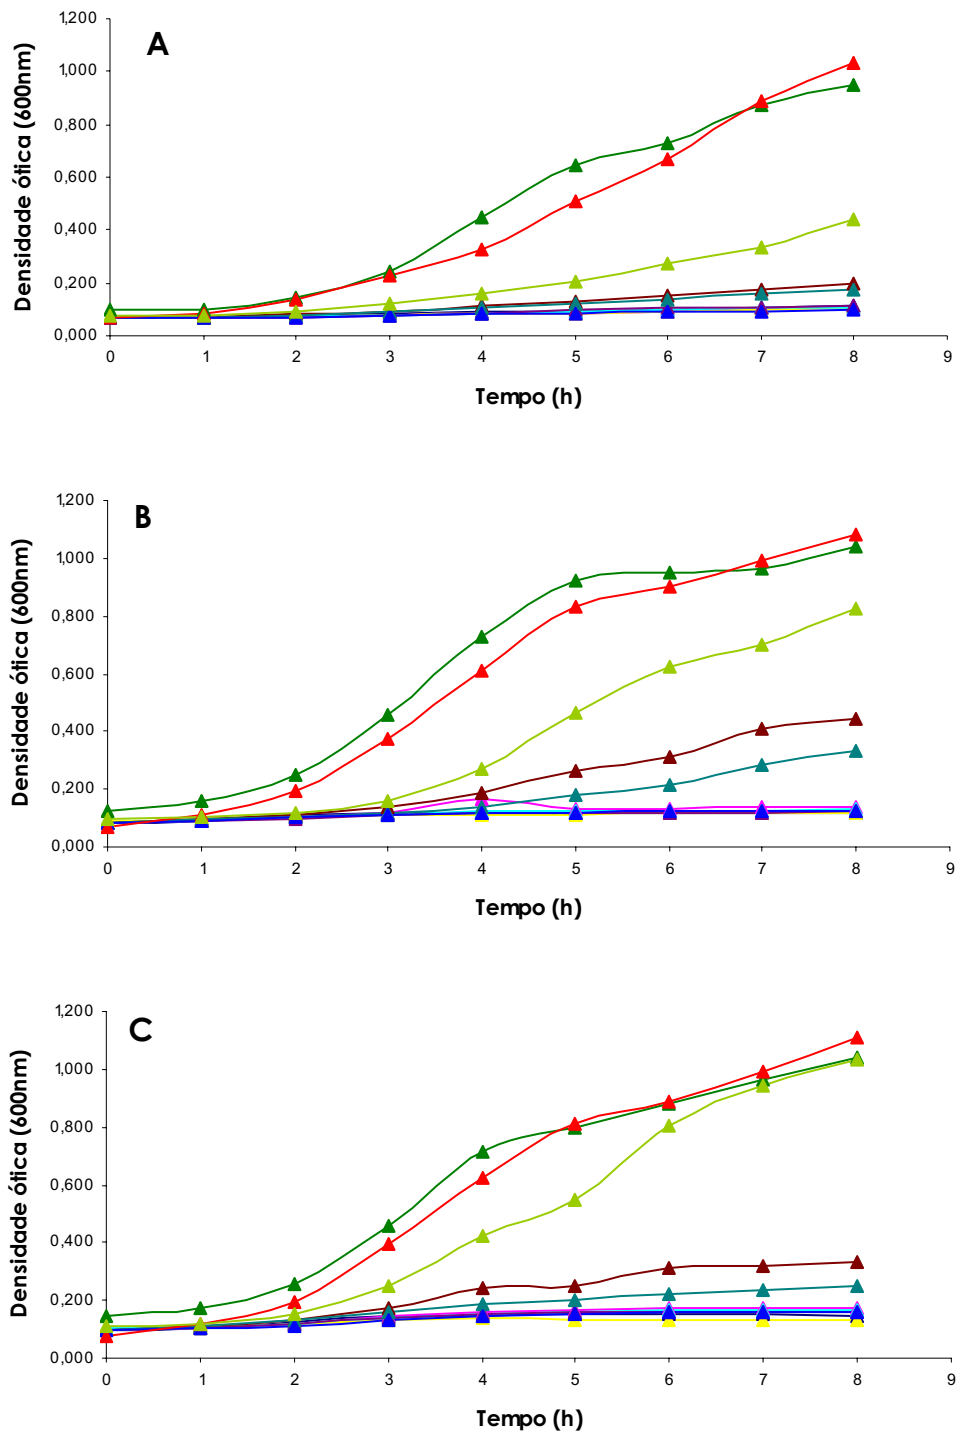 A
Densidade ótica (600nm)
1,200
1,000
0,800
0,600
0,400
0,200
0,000
0 1 2 3 4 5 6 7 8 9
Tempo (h)
B
Densidade ótica (600nm)
1,200
1,000
0,800
0,600
0,400
0,200
0,000
0 1 2 3 4 5 6 7 8 9
Tempo (h)
C
Densidade ótica (600nm)
1,200
1,000
0,800
0,600
0,400
0,200
0,000
0 1 2 3 4 5 6 7 8 9
Tempo (h)